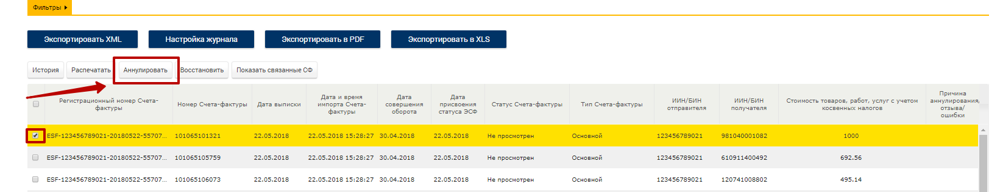 Фильтры
Экспортировать XML Настройка журнала Экспортировать в PDF Экспортировать в XLS
История Распечатать Аннулировать Восстановить Показать связанные СФ
Регистрационный номер Счета-фактуры Номер Счета-фактуры Дата выписки Дата и время импорта Счета-фактуры Дата совершения оборота Дата присвоения статуса ЭСФ Статус Счета-фактуры Тип Счета-фактуры ИИН/БИН отправителя ИИН/БИН получателя Стоимость товаров, работ, услуг с учетом косвенных налогов Причина аннулирования, отзыва/ошибки
ESF-123456789021-20180522-55707... 101065101321 22.05.2018 22.05.2018 15:28:27 30.04.2018 22.05.2018 Не просмотрен Основной 123456789021 981040001082 1000
ESF-123456789021-20180522-55707... 101065105759 22.05.2018 22.05.2018 15:28:27 30.04.2018 22.05.2018 Не просмотрен Основной 123456789021 610911400492 692.56
ESF-123456789021-20180522-55707... 101065106073 22.05.2018 22.05.2018 15:28:27 30.04.2018 22.05.2018 Не просмотрен Основной 123456789021 120741008802 495.14